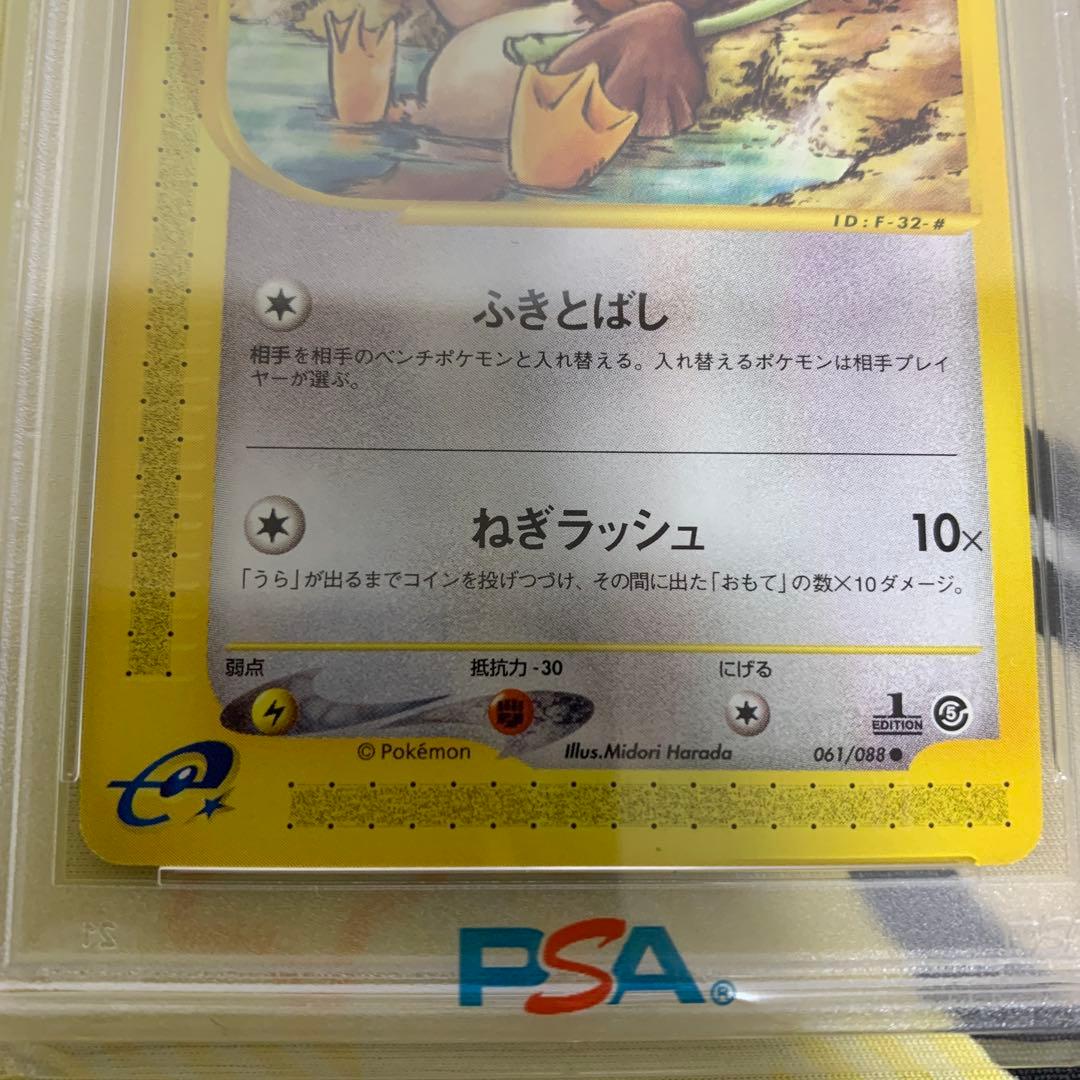 ID:F-32-#
ふきとばし
相手を相手のベンチポケモンと入れ替える。入れ替えるポケモンは相手プレイ
ヤーが選ぶ。
ねぎラッシュ 10×
「うら」が出るまでコインを投げつづけ、その間に出た「おもて」の数×10ダメージ。
弱点 抵抗力-30 にげる
1 EDITION 5
© Pokémon Illus.Midori Harada 061/088●
e
PSA®